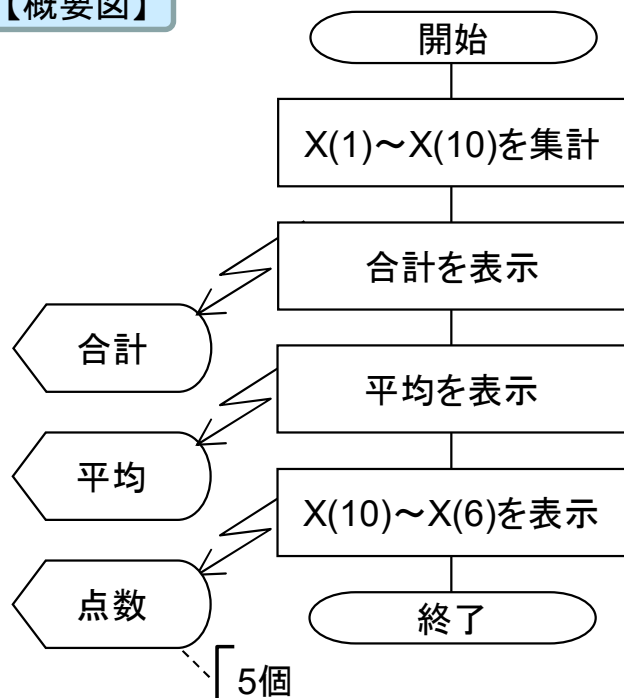 【概要図】
開始
X(1)～X(10)を集計
合計を表示
合計
平均を表示
平均
X(10)～X(6)を表示
点数
終了
5個